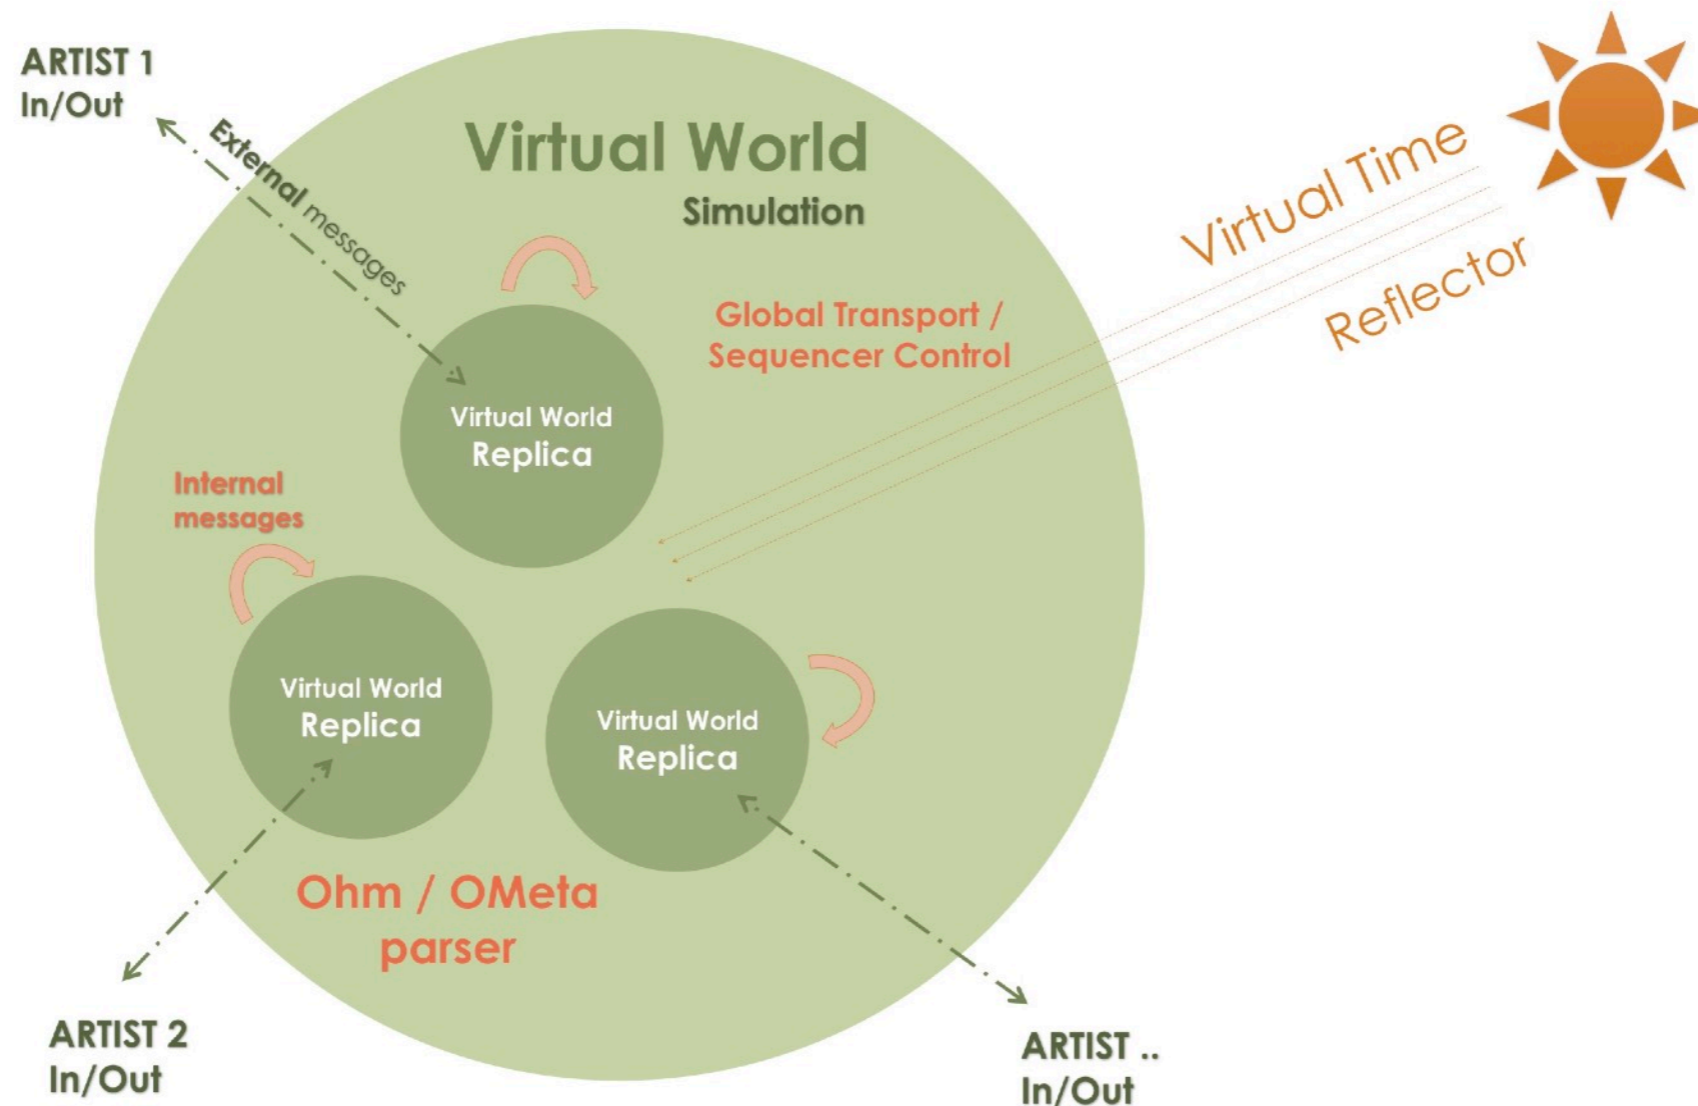 ARTIST 1
In/Out
External messages
Virtual World
Simulation
Virtual Time
Reflector
Global Transport /
Sequencer Control
Virtual World
Replica
Internal
messages
Virtual World
Replica
Virtual World
Replica
Ohm / OMeta
parser
ARTIST 2
In/Out
ARTIST ..
In/Out